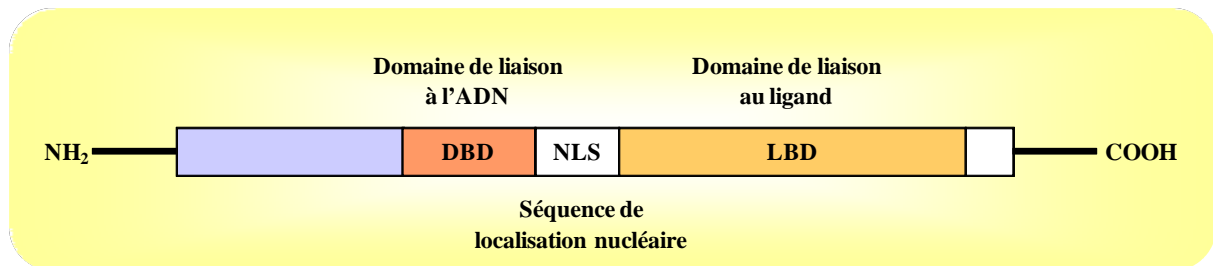 Domaine de liaison
à l'ADN
Domaine de liaison
au ligand
NH2
DBD
NLS
LBD
COOH
Séquence de
localisation nucléaire